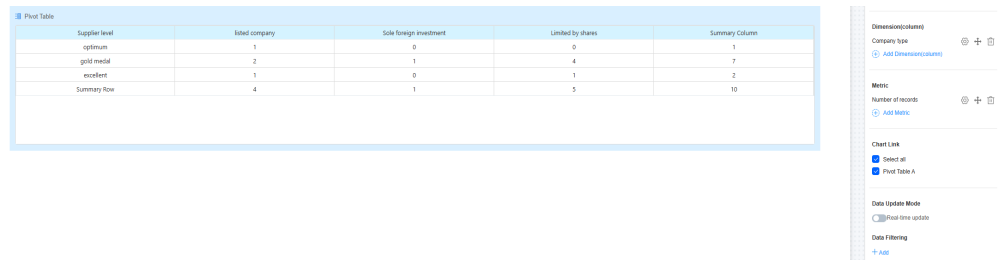 Pivot Table
Supplier level listed company Sole foreign investment Limited by shares Summary Column
optimum 1 0 0 1
gold medal 2 1 4 7
excellent 1 0 1 2
Summary Row 4 1 5 10
Dimension(column)
Company type
Add Dimension(column)
Metric
Number of records
Add Metric
Chart Link
Select all
Pivot Table A
Data Update Mode
Real-time update
Data Filtering
+ Add